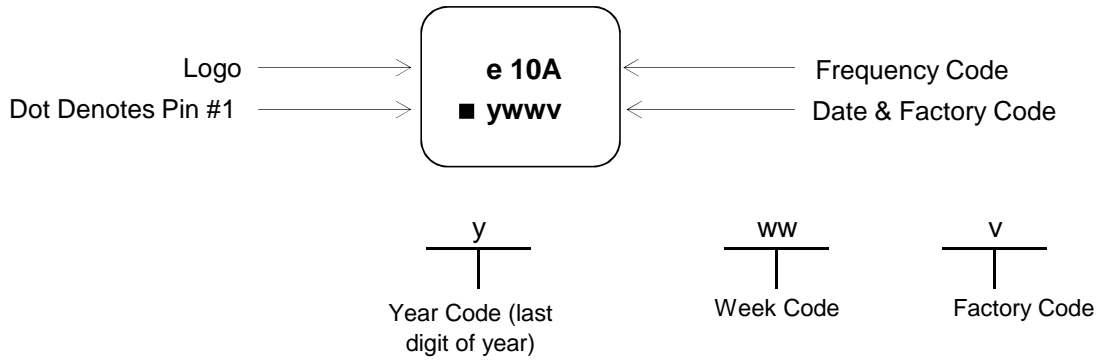 Logo
e 10A
Frequency Code
Dot Denotes Pin #1
■ ywwv
Date & Factory Code
y
ww
v
Year Code (last
digit of year)
Week Code
Factory Code